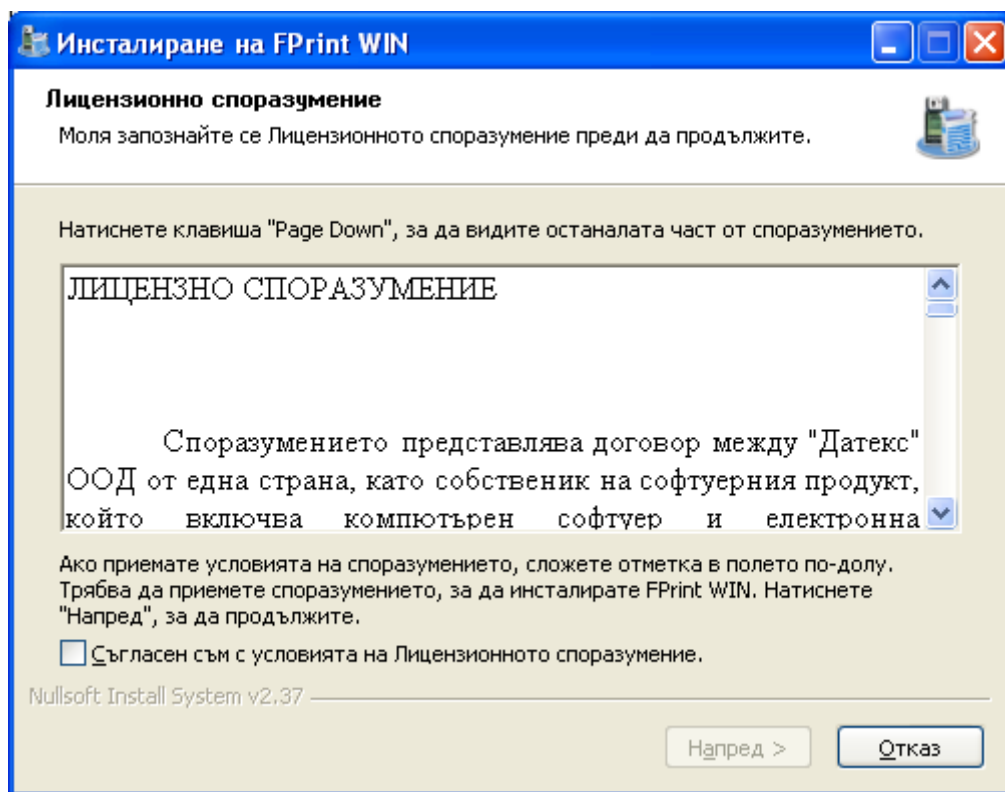 Инсталиране на FPrint WIN
Лицензионно споразумение
Моля запознайте се Лицензионното споразумение преди да продължите.
Натиснете клавиша "Page Down", за да видите останалата част от споразумението.
ЛИЦЕНЗНО СПОРАЗУМЕНИЕ
Споразумението представлява договор между "Датекс"
ООД от една страна, като собственик на софтуерния продукт,
който включва компютърен софтуер и електронна
Ако приемате условията на споразумението, сложете отметка в полето по-долу.
Трябва да приемете споразумението, за да инсталирате FPrint WIN. Натиснете
"Напред", за да продължите.
Съгласен съм с условията на Лицензионното споразумение.
Nullsoft Install System v2.37
Напред >
Отказ